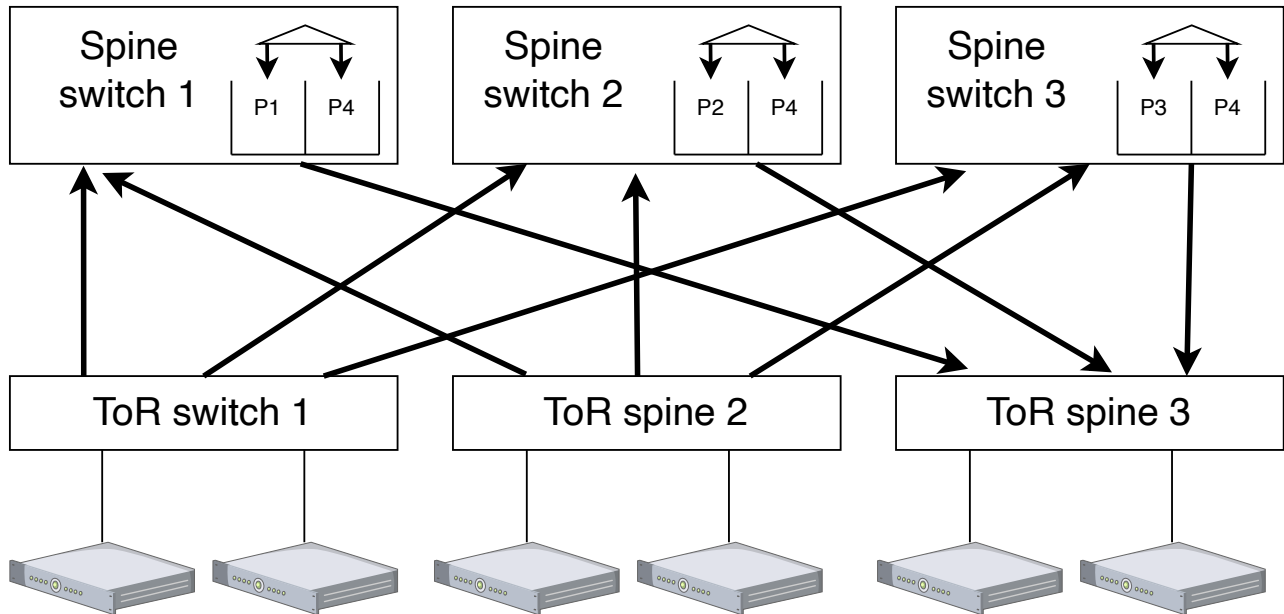 Spine
switch 1
P1
P4
Spine
switch 2
P2
P4
Spine
switch 3
P3
P4
ToR switch 1
ToR spine 2
ToR spine 3